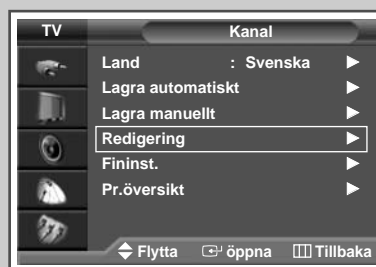 TV Kanal
Land : Svenska
Lagra automatiskt
Lagra manuellt
Redigering
Fininst.
Pr.översikt
Flytta öppna Tillbaka